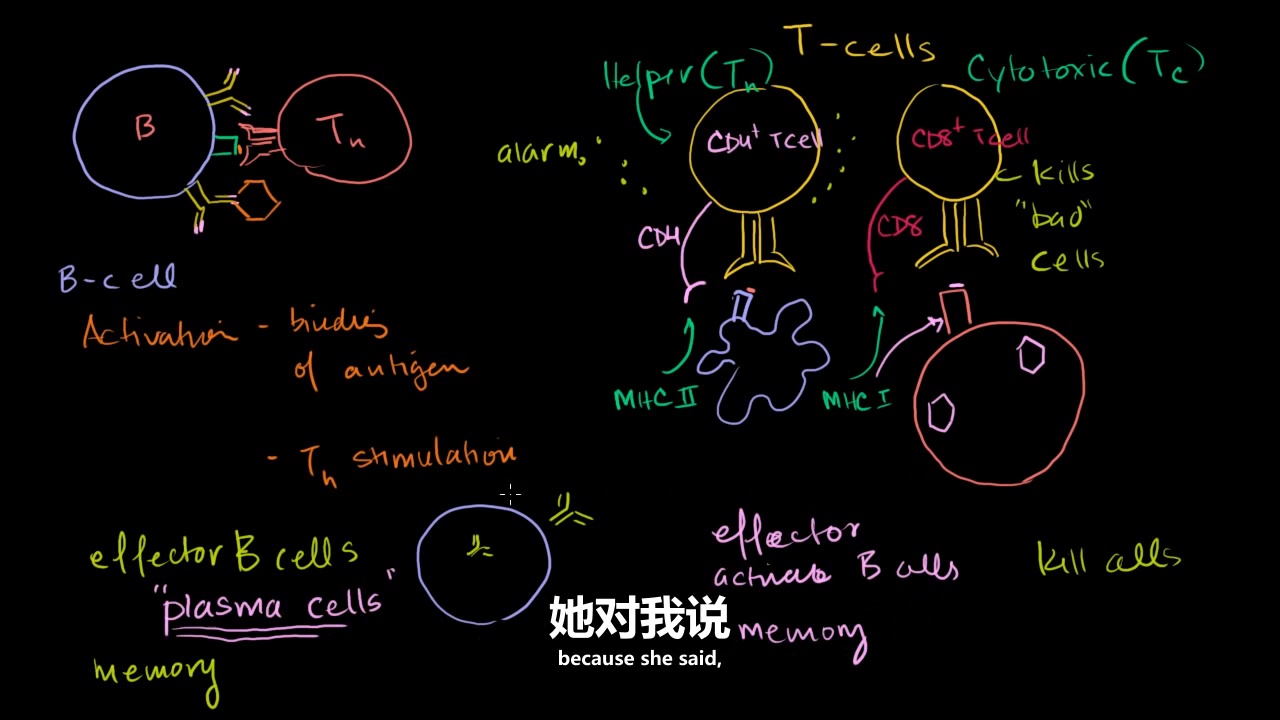 T-cells
Helper (Th)
Cytotoxic (Tc)
B
Th
CD4+ Tcell
CD8+ Tcell
alarm
kills
"bad"
cells
CD4
CD8
B-cell
Activation - binding
of antigen
MHC II
MHC I
- Th stimulation
effector B cells
"plasma cells"
memory
effector
activate B cells
memory
kill cells
她对我说
because she said,